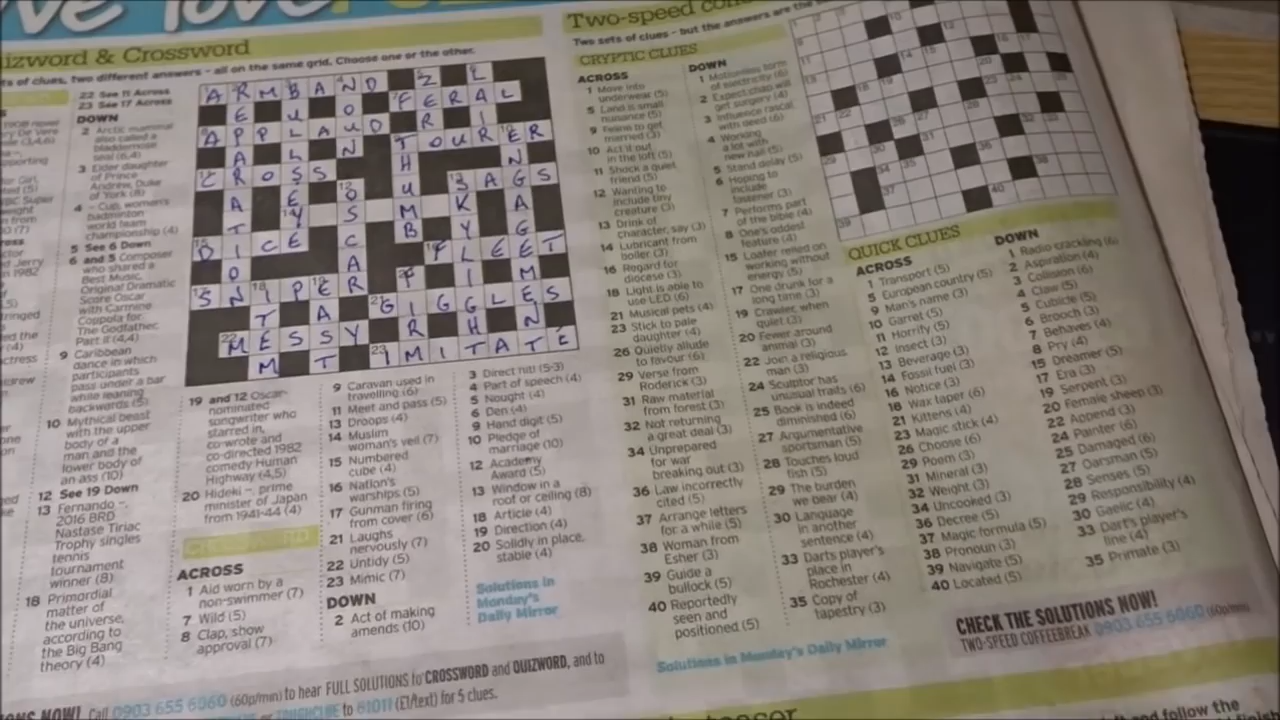 ve love
izword & Crossword
ts of clues, two different answers – all on the same grid. Choose one or the other.
22 See 11 Across
23 See 17 Across
DOWN
2 Arctic mammal
also called a
bladdernose
seal (6,4)
3 Elder daughter
of Prince
Andrew, Duke
of York (8)
4 – Cup, women's
badminton
world team
championship (4)
5 See 6 Down
6 and 5 Composer
who shared a
Best Music,
Original Dramatic
Score Oscar
with Carmine
Coppola for
The Godfather
Part II (4,4)
9 Caribbean
dance in which
participants
pass under a bar
while leaning
backwards (5)
10 Mythical beast
with the upper
body of a
man and the
lower body of
an ass (10)
12 See 19 Down
13 Fernando –,
2016 BRD
Nastase Tiriac
Trophy singles
tennis
tournament
winner (8)
18 Primordial
matter of
the universe,
according to
the Big Bang
theory (4)
19 and 12 Oscar-
nominated
songwriter who
starred in,
co-wrote and
co-directed 1982
comedy Human
Highway (4,5)
20 Hideki –, prime
minister of Japan
from 1941-44 (4)
CROSSWORD
ACROSS
1 Aid worn by a
non-swimmer (7)
7 Wild (5)
8 Clap, show
approval (7)
9 Caravan used in
travelling (6)
11 Meet and pass (5)
13 Droops (4)
14 Muslim
woman's veil (7)
15 Numbered
cube (4)
16 Nation's
warships (5)
17 Gunman firing
from cover (6)
21 Laughs
nervously (7)
22 Untidy (5)
23 Mimic (7)
DOWN
2 Act of making
amends (10)
3 Direct hit! (5-3)
4 Part of speech (4)
5 Nought (4)
6 Den (4)
9 Hand digit (5)
10 Pledge of
marriage (10)
12 Academy
Award (5)
13 Window in a
roof or ceiling (8)
18 Article (4)
19 Direction (4)
20 Solidly in place,
stable (4)
Solutions in
Monday's
Daily Mirror
ARMBAND
FERAL
APPLAUD
TOURER
CROSS
SAGS
DICE
FLEET
SNIPER
GIGGLES
MESSY
IMITATE
NS NOW! Call 0903 655 6060 (60p/min) to hear FULL SOLUTIONS to CROSSWORD and QUIZWORD, and to
to 61011 (£1/text) for 5 clues.
Two-speed
Two sets of clues – but the answers are the
CRYPTIC CLUES
ACROSS
1 Move into
underwear (5)
5 Land is small
nuisance (5)
9 Feline to get
married (3)
10 Act it out
in the loft (5)
11 Shock a quiet
friend (5)
12 Wanting to
include tiny
creature (3)
13 Drink of
character, say (3)
14 Lubricant from
boiler (3)
16 Regard for
diocese (3)
18 Light is able to
use LED (6)
21 Musical pets (4)
23 Stick to pale
daughter (4)
26 Quietly allude
to favour (6)
29 Verse from
Roderick (3)
31 Raw material
from forest (3)
32 Not returning
a great deal (3)
34 Unprepared
for war
breaking out (3)
36 Law incorrectly
cited (5)
37 Arrange letters
for a while (5)
38 Woman from
Esher (3)
39 Guide a
bullock (5)
40 Reportedly
seen and
positioned (5)
DOWN
1 Motionless form
of electricity (6)
2 Expect chap will
get surgery (4)
3 Influence rascal
with deed (6)
4 Working
a lot with
new nail (5)
5 Stand delay (5)
6 Hoping to
include
fastener (3)
7 Performs part
of the bible (4)
8 One's oddest
feature (4)
15 Loafer relied on
working without
energy (5)
17 One drunk for a
long time (3)
19 Crawler, when
quiet (3)
20 Fewer around
animal (3)
22 Join a religious
man (3)
24 Sculptor has
unusual traits (6)
25 Book is indeed
diminished (6)
27 Argumentative
sportsman (5)
28 Touches loud
fish (5)
29 The burden
we bear (4)
30 Language
in another
sentence (4)
33 Darts player's
place in
Rochester (4)
35 Copy of
tapestry (3)
Solutions in Monday's Daily Mirror
QUICK CLUES
ACROSS
1 Transport (5)
5 European country (5)
9 Man's name (3)
10 Garret (5)
11 Horrify (5)
12 Insect (3)
13 Beverage (3)
14 Fossil fuel (3)
16 Notice (3)
18 Wax taper (6)
21 Kittens (4)
23 Magic stick (4)
26 Choose (6)
29 Poem (3)
31 Mineral (3)
32 Weight (3)
34 Uncooked (3)
36 Decree (5)
37 Magic formula (5)
38 Pronoun (3)
39 Navigate (5)
40 Located (5)
DOWN
1 Radio crackling (6)
2 Aspiration (4)
3 Collision (6)
4 Claw (5)
5 Cubicle (5)
6 Brooch (3)
7 Behaves (4)
8 Pry (4)
15 Dreamer (5)
17 Era (3)
19 Serpent (3)
20 Female sheep (3)
22 Append (3)
24 Painter (6)
25 Damaged (6)
27 Oarsman (5)
28 Senses (5)
29 Responsibility (4)
30 Gaelic (4)
33 Dart's player's
line (4)
35 Primate (3)
CHECK THE SOLUTIONS NOW!
TWO-SPEED COFFEEBREAK 0903 655 6060 (60p/min)
and follow the